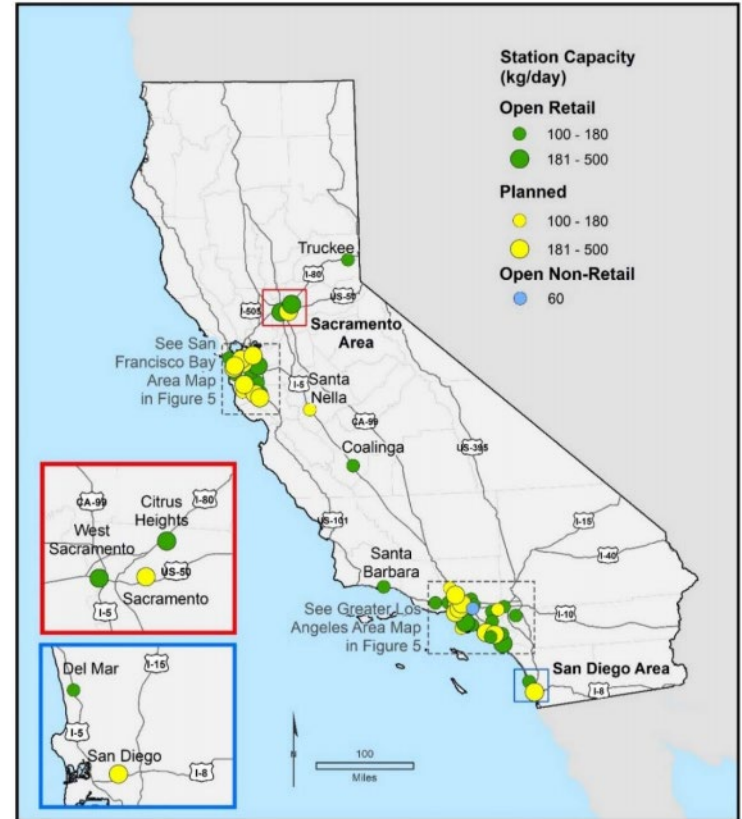 Station Capacity
(kg/day)
Open Retail
100 - 180
181 - 500
Planned
100 - 180
181 - 500
Open Non-Retail
60
Truckee
I-80
US-50
I-505
Sacramento
Area
See San
Francisco Bay
Area Map
in Figure 5
I-5
Santa
Nella
CA-99
Coalinga
US-395
US-101
I-15
I-40
Santa
Barbara
See Greater Los
Angeles Area Map
in Figure 5
I-10
San Diego Area
I-8
CA-99
Citrus
Heights
I-80
West
Sacramento
US-50
Sacramento
I-5
Del Mar
I-15
I-5
San Diego
I-8
N
100
Miles